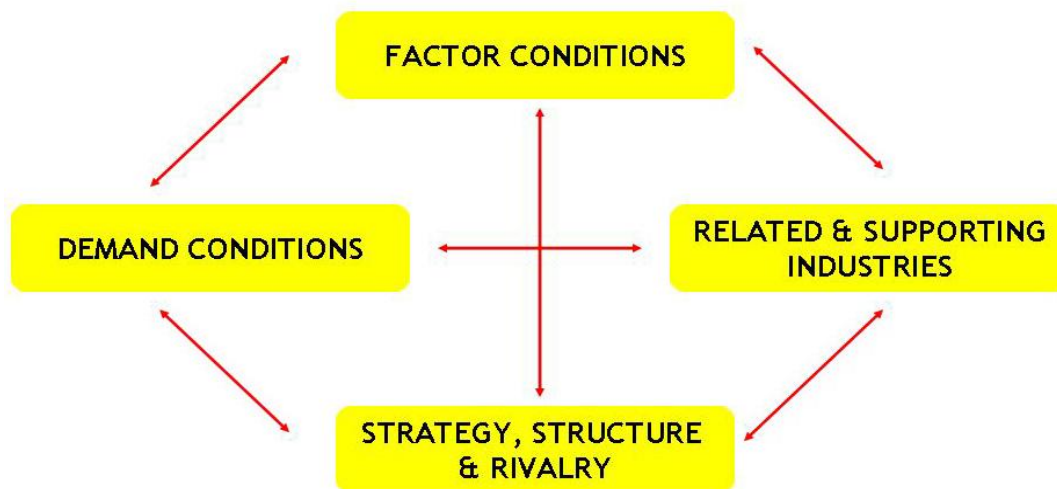 FACTOR CONDITIONS
DEMAND CONDITIONS
RELATED & SUPPORTING
INDUSTRIES
STRATEGY, STRUCTURE
& RIVALRY